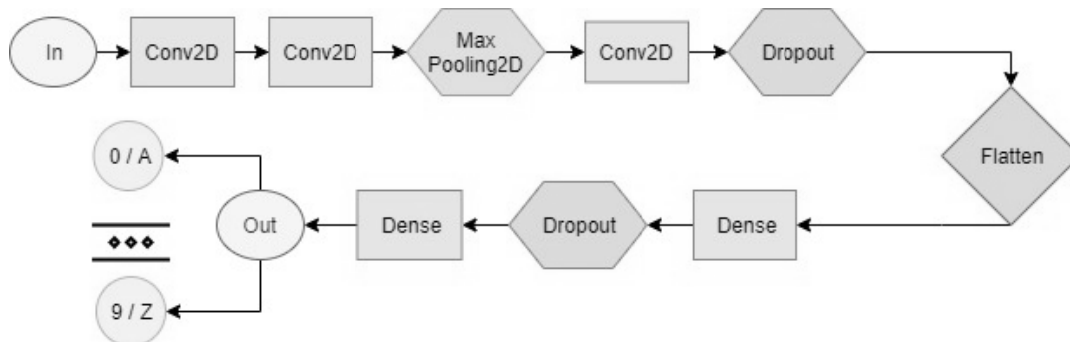 In
Conv2D
Conv2D
Max
Pooling2D
Conv2D
Dropout
Flatten
Dense
Dropout
Dense
Out
0 / A
9 / Z